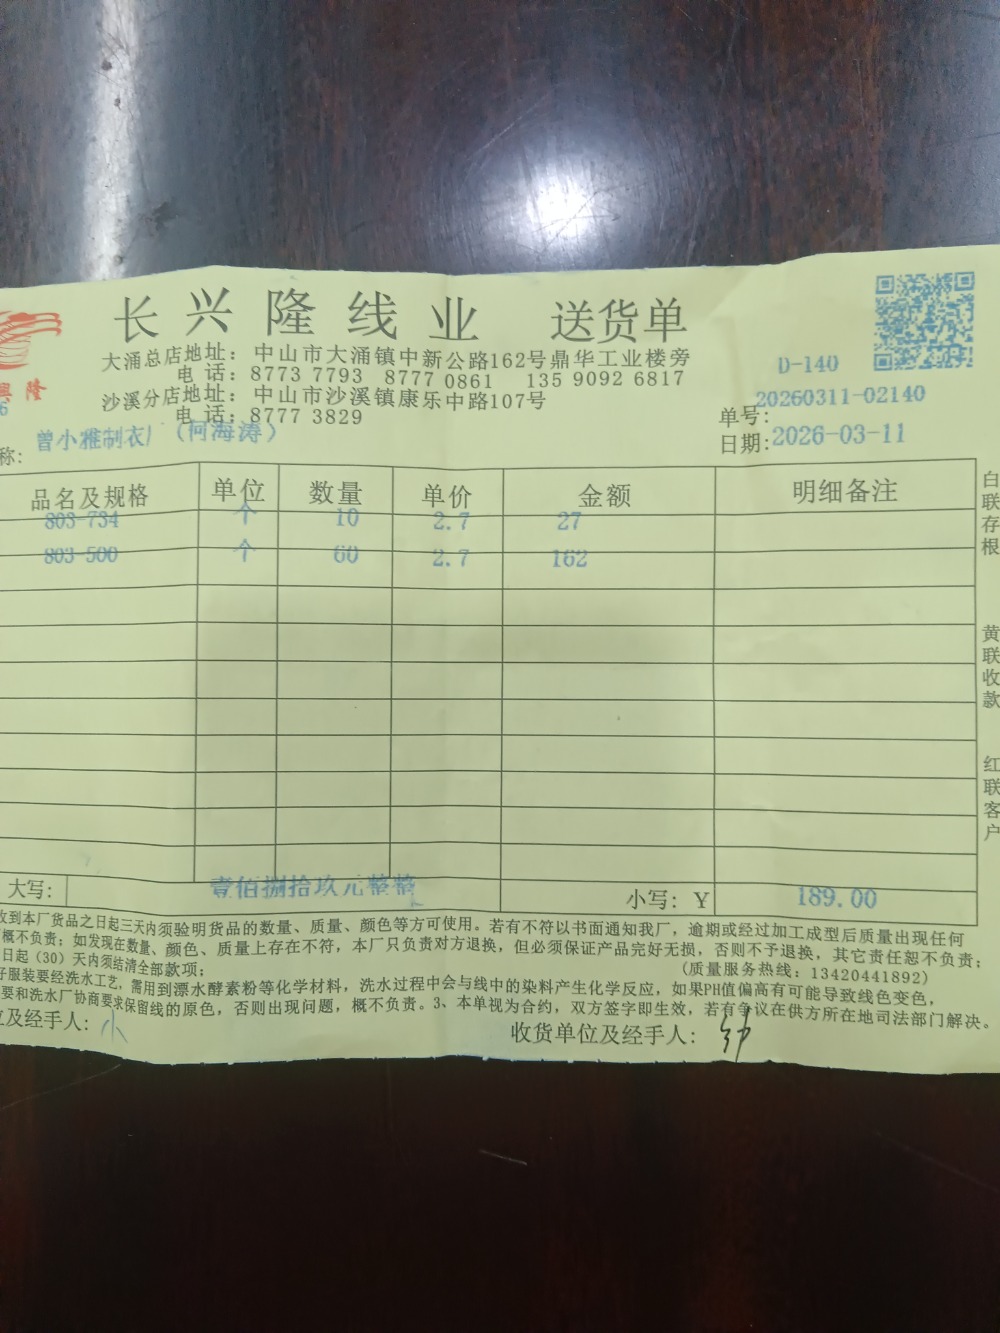 长兴隆线业 送货单
大涌总店地址：中山市大涌镇中新公路162号鼎华工业楼旁
电话：8773 7793 8777 0861 135 9092 6817
沙溪分店地址：中山市沙溪镇康乐中路107号
电话：8777 3829
興隆
D-140
单号：20260311-02140
日期：2026-03-11
称：曾小雅制衣厂（何海涛）
品名及规格 单位 数量 单价 金额 明细备注
803-734 个 10 2.7 27
803-500 个 60 2.7 162
大写：壹佰捌拾玖元整整 小写：Y 189.00
白联存根
黄联收款
红联客户
收到本厂货品之日起三天内须验明货品的数量、质量、颜色等方可使用。若有不符以书面通知我厂，逾期或经过加工成型后质量出现任何
概不负责；如发现在数量、颜色、质量上存在不符，本厂只负责对方退换，但必须保证产品完好无损，否则不予退换，其它责任恕不负责；
日起（30）天内须结清全部款项； （质量服务热线：13420441892）
服装要经洗水工艺，需用到漂水酵素粉等化学材料，洗水过程中会与线中的染料产生化学反应，如果PH值偏高有可能导致线色变色，
要和洗水厂协商要求保留线的原色，否则出现问题，概不负责。3、本单视为合约，双方签字即生效，若有争议在供方所在地司法部门解决。
位及经手人：小 收货单位及经手人：